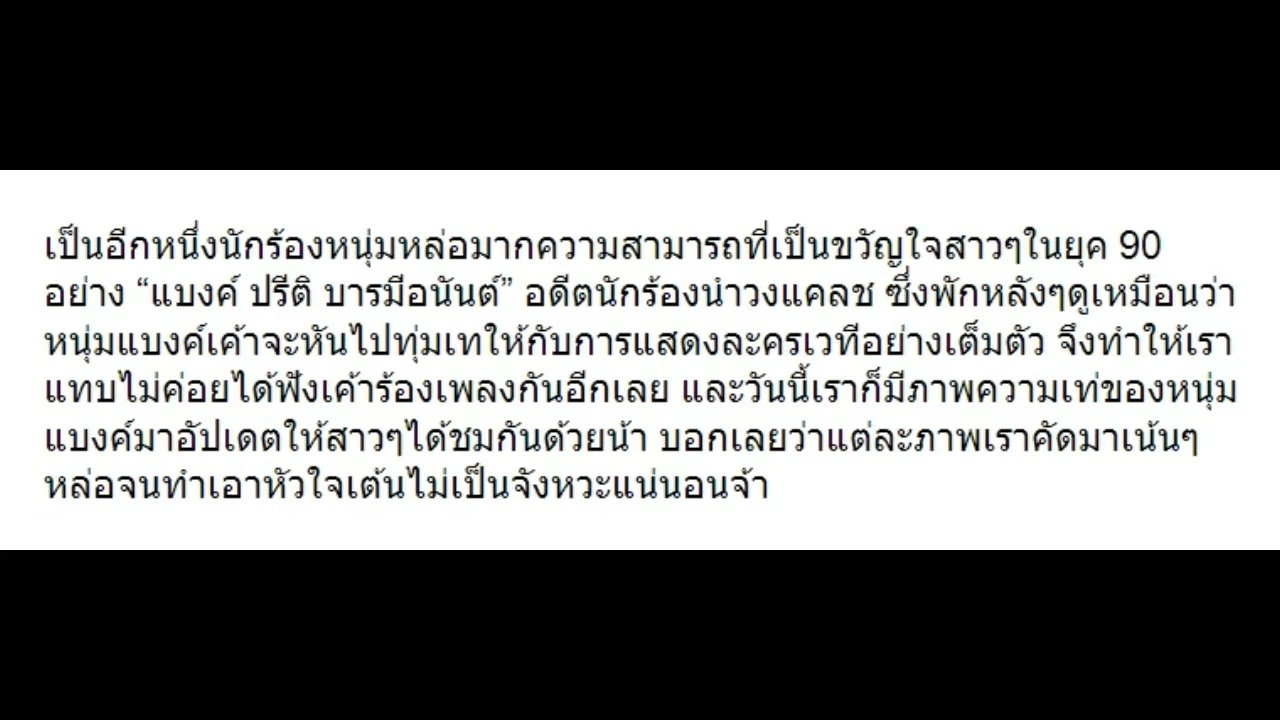 เป็นอีกหนึ่งนักร้องหนุ่มหล่อมากความสามารถที่เป็นขวัญใจสาวๆในยุค 90
อย่าง “แบงค์ ปรีติ บารมีอนันต์” อดีตนักร้องนำวงแคลช ซึ่งพักหลังๆดูเหมือนว่า
หนุ่มแบงค์เค้าจะหันไปทุ่มเทให้กับการแสดงละครเวทีอย่างเต็มตัว จึงทำให้เรา
แทบไม่ค่อยได้ฟังเค้าร้องเพลงกันอีกเลย และวันนี้เราก็มีภาพความเท่ของหนุ่ม
แบงค์มาอัปเดตให้สาวๆได้ชมกันด้วยน้า บอกเลยว่าแต่ละภาพเราคัดมาเน้นๆ
หล่อจนทำเอาหัวใจเต้นไม่เป็นจังหวะแน่นอนจ้า